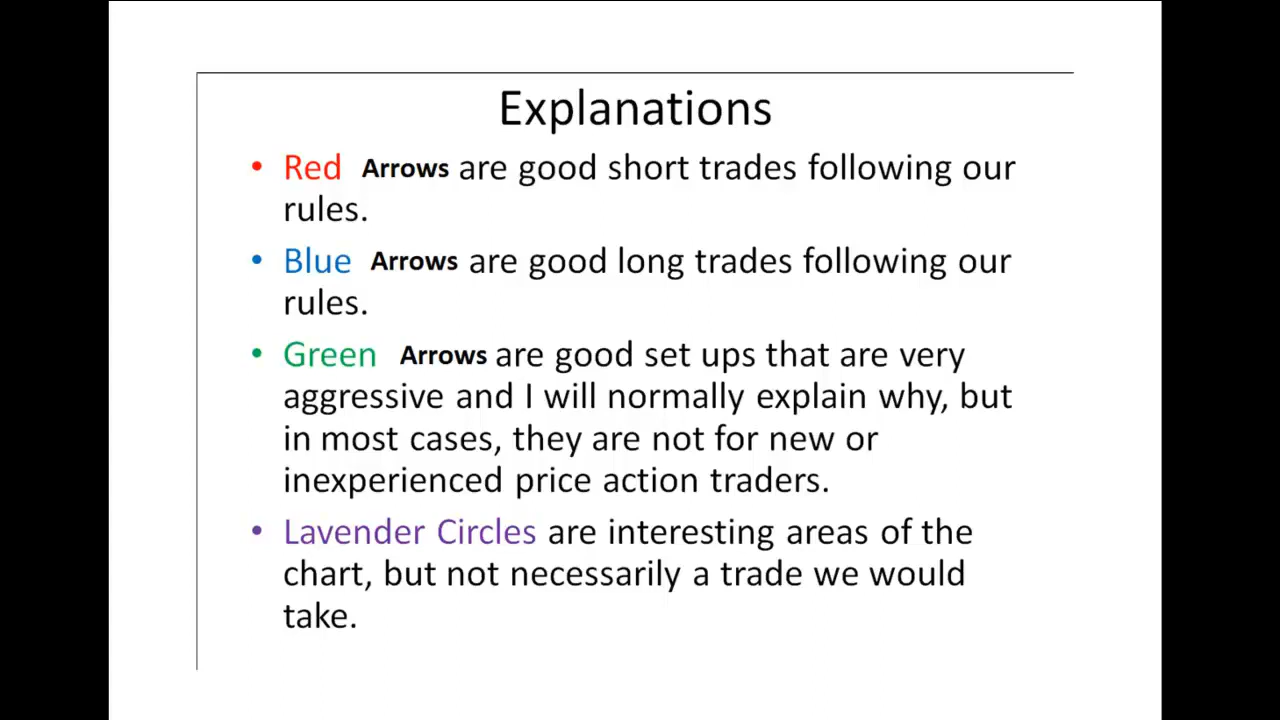 Explanations
• Red Arrows are good short trades following our
rules.
• Blue Arrows are good long trades following our
rules.
• Green Arrows are good set ups that are very
aggressive and I will normally explain why, but
in most cases, they are not for new or
inexperienced price action traders.
• Lavender Circles are interesting areas of the
chart, but not necessarily a trade we would
take.